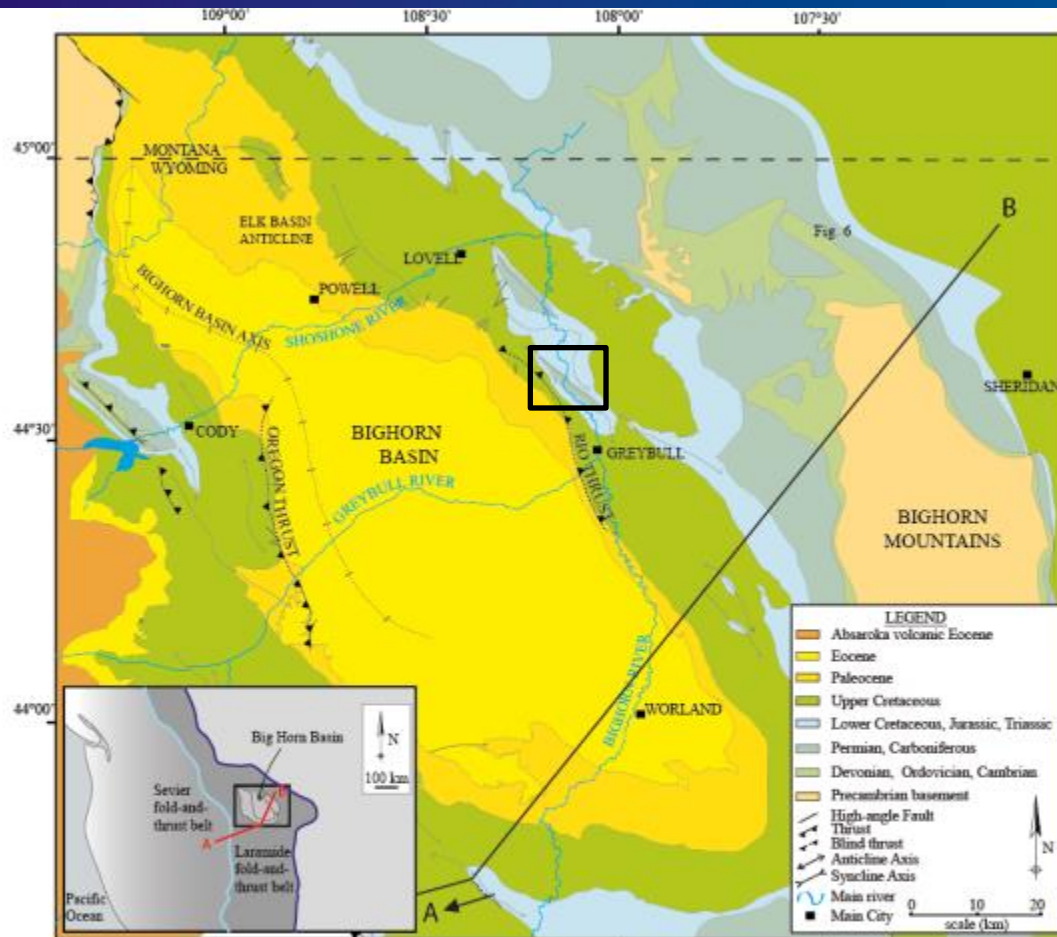 109°00'
108°30'
108°00'
107°30'
45°00'
MONTANA
WYOMING
ELK BASIN
ANTICLINE
LOVELL
POWELL
BIGHORN BASIN AXIS
SHOSHONE RIVER
Fig. 6
B
SHERIDAN
44°30'
CODY
OREGON THRUST
BIGHORN
BASIN
RIO THRUST
GREYBULL
GREYBULL RIVER
BIGHORN
MOUNTAINS
44°00'
BIGHORN RIVER
WORLAND
A
LEGEND
Absaroka volcanic Eocene
Eocene
Paleocene
Upper Cretaceous
Lower Cretaceous, Jurassic, Triassic
Permian, Carboniferous
Devonian, Ordovician, Cambrian
Precambrian basement
High-angle Fault
Thrust
Blind thrust
Anticline Axis
Syncline Axis
Main river
Main City
N
0 10 20
scale (km)
Big Horn Basin
N
100 km
Sevier
fold-and-
thrust belt
B
A
Laramide
fold-and-
thrust belt
Pacific
Ocean